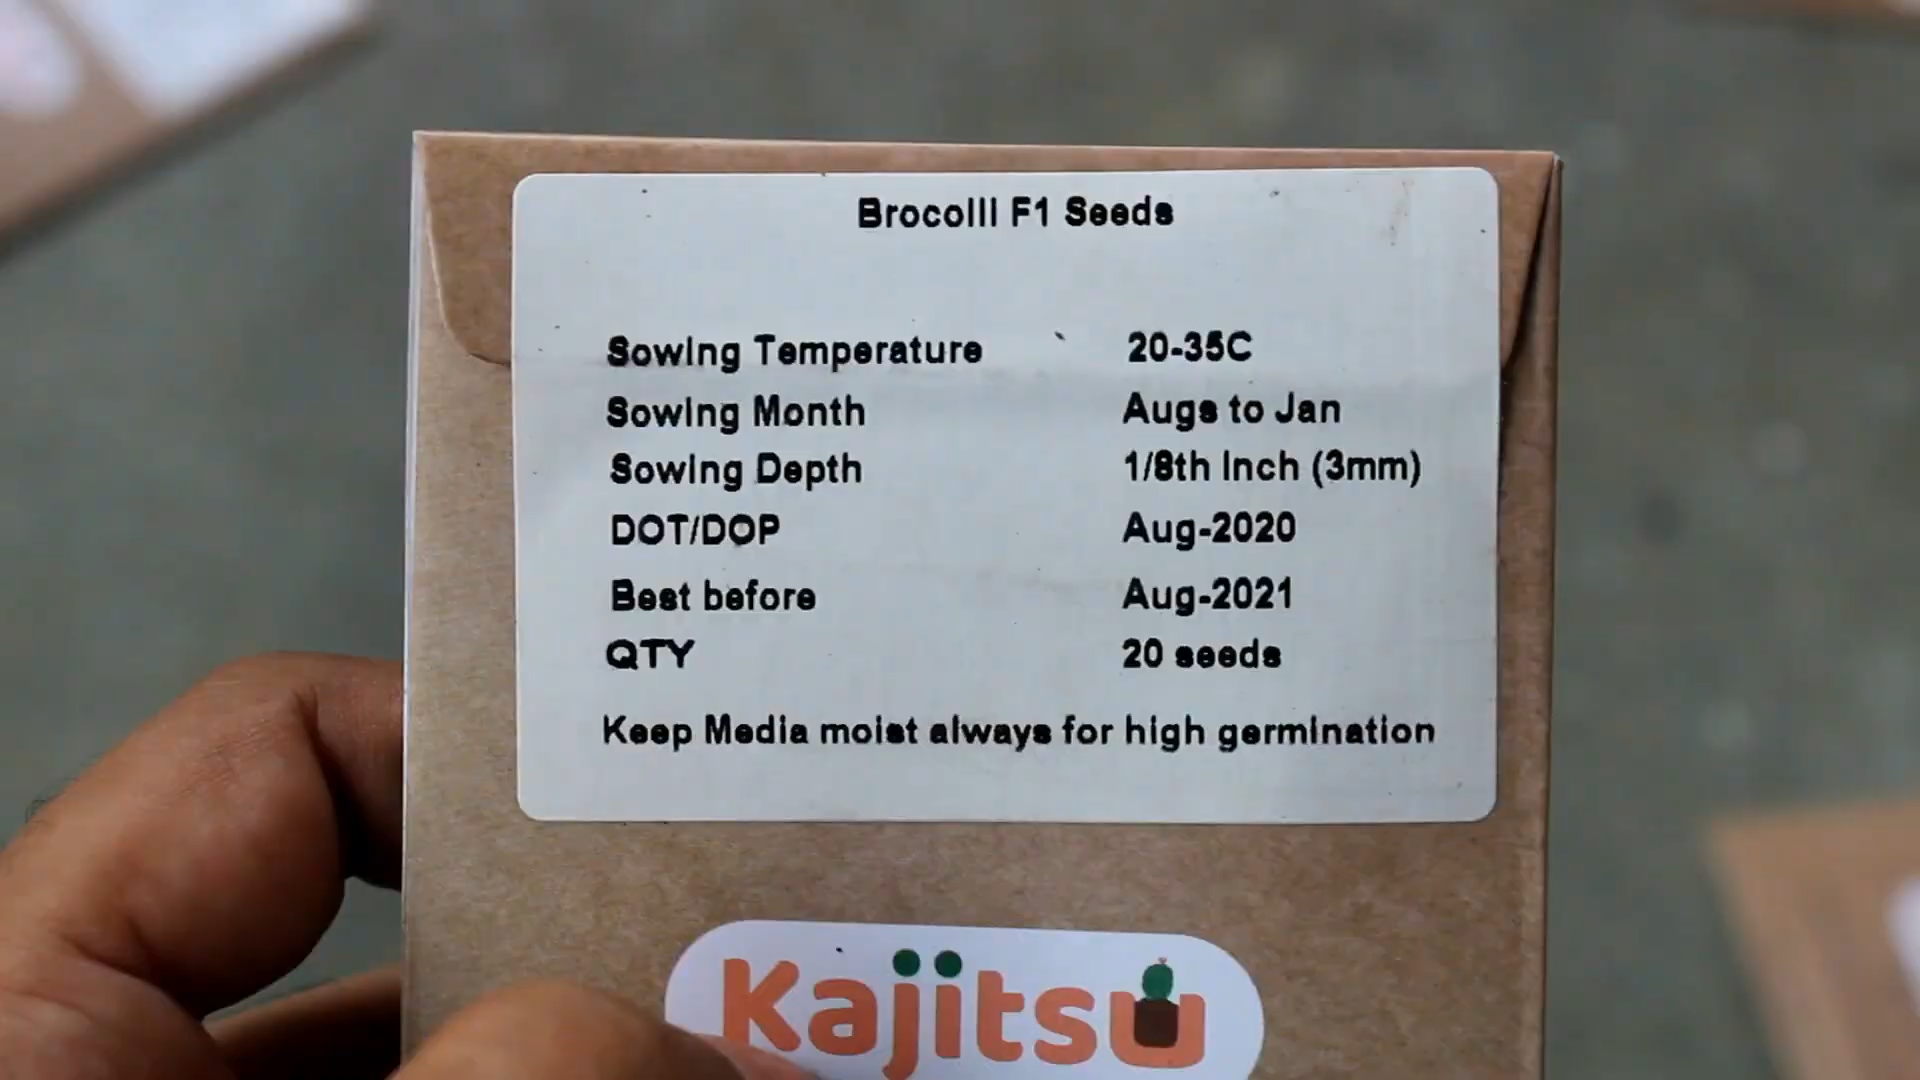 Brocolli F1 Seeds
Sowing Temperature 20-35C
Sowing Month Augs to Jan
Sowing Depth 1/8th Inch (3mm)
DOT/DOP Aug-2020
Best before Aug-2021
QTY 20 seeds
Keep Media moist always for high germination
Kajitsu